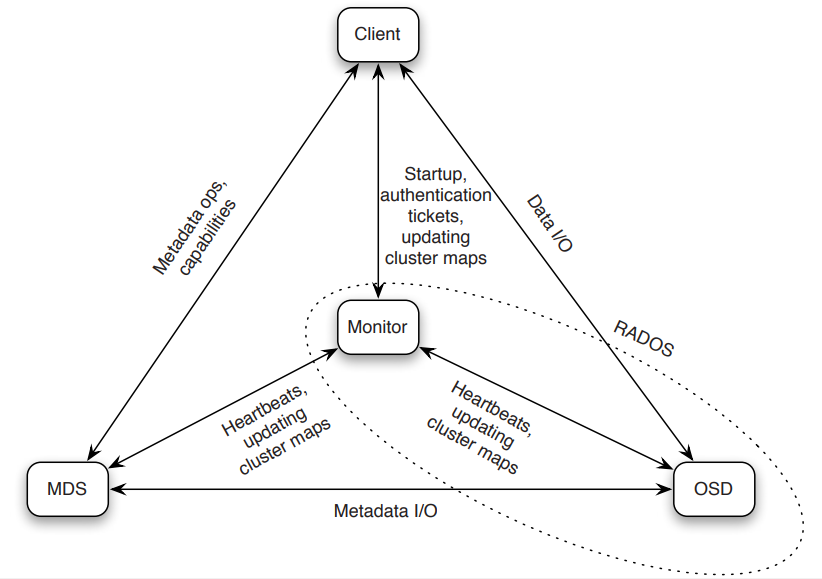 Client
Metadata ops,
capabilities
Startup,
authentication
tickets,
updating
cluster maps
Data I/O
Monitor
RADOS
Heartbeats,
updating
cluster maps
Heartbeats,
updating
cluster maps
MDS
OSD
Metadata I/O